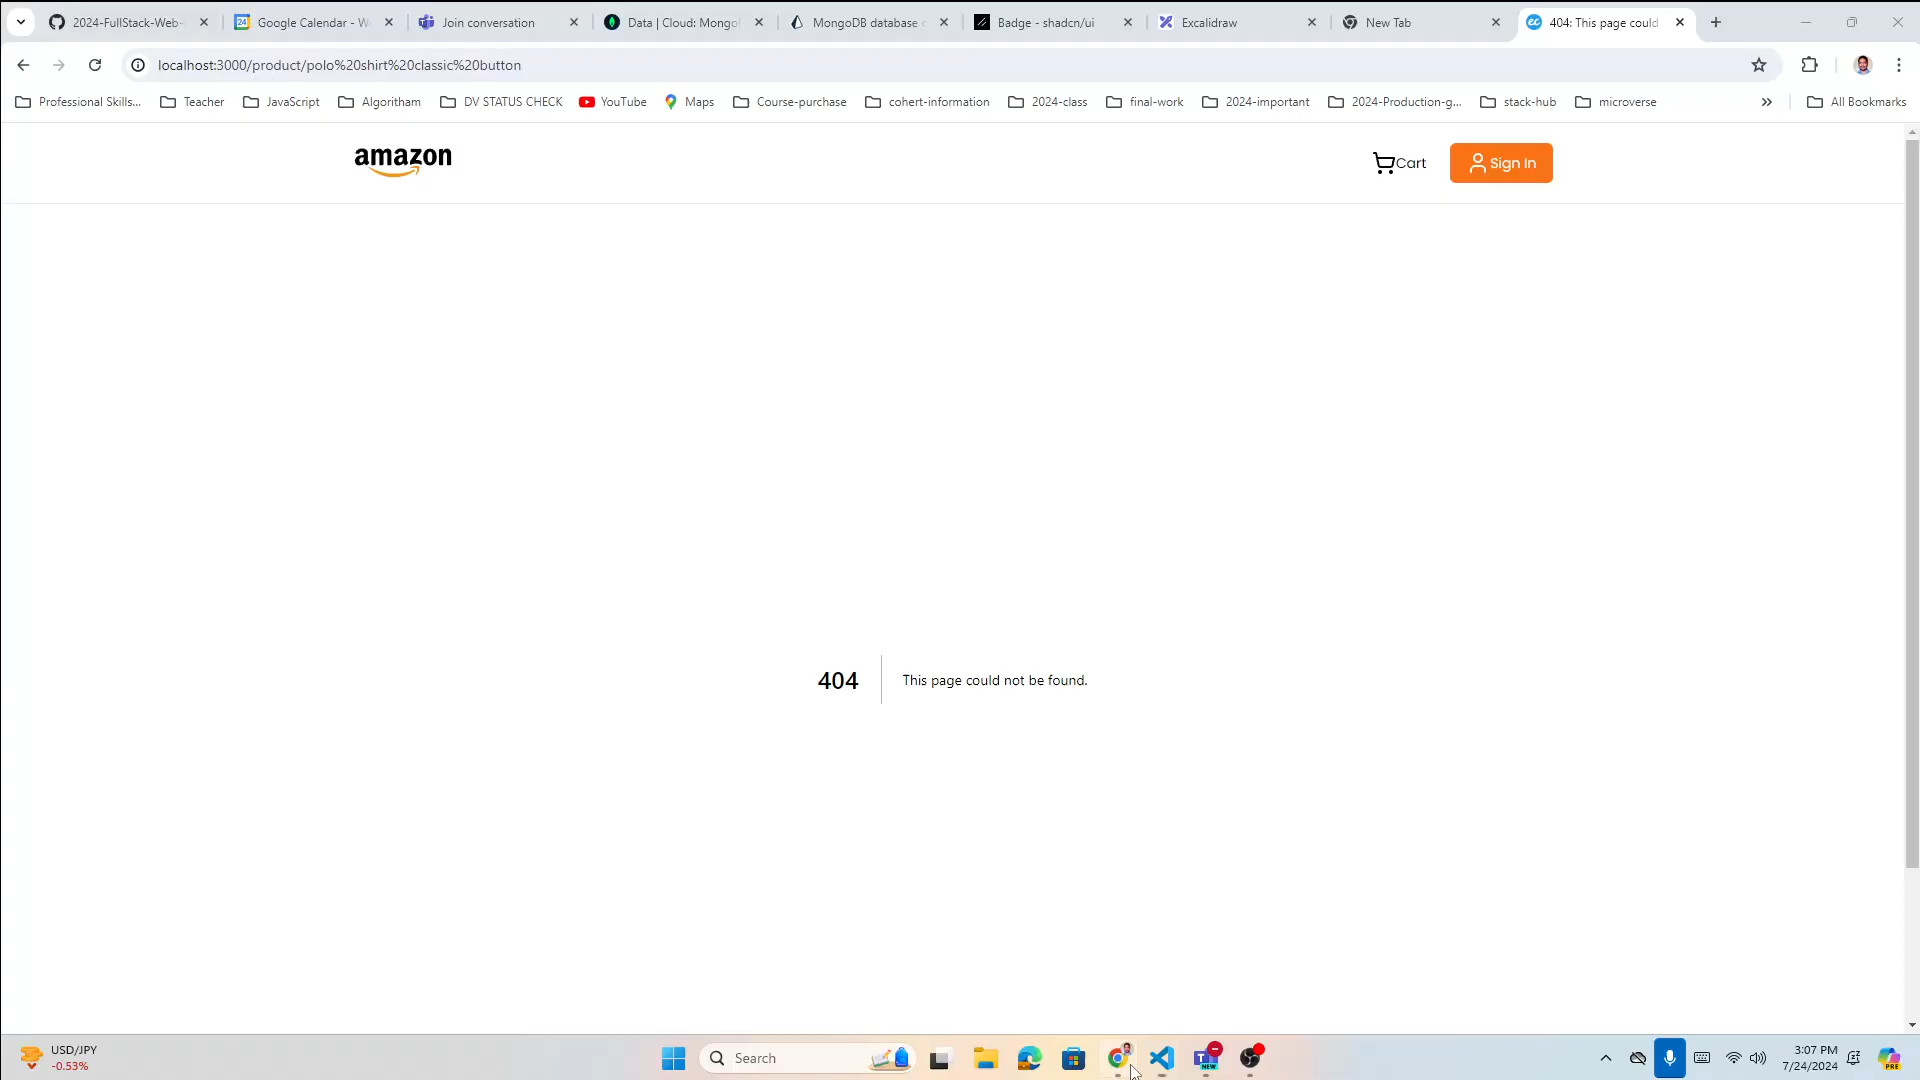 2024-FullStack-Web-
Google Calendar - W
Join conversation
Data | Cloud: Mongo
MongoDB database
Badge - shadcn/ui
Excalidraw
New Tab
404: This page could
localhost:3000/product/polo%20shirt%20classic%20button
Professional Skills...
Teacher
JavaScript
Algoritham
DV STATUS CHECK
YouTube
Maps
Course-purchase
cohert-information
2024-class
final-work
2024-important
2024-Production-g...
stack-hub
microverse
All Bookmarks
amazon
Cart
Sign In
404
This page could not be found.
USD/JPY
-0.53%
Search
NEW
3:07 PM
7/24/2024
PRE